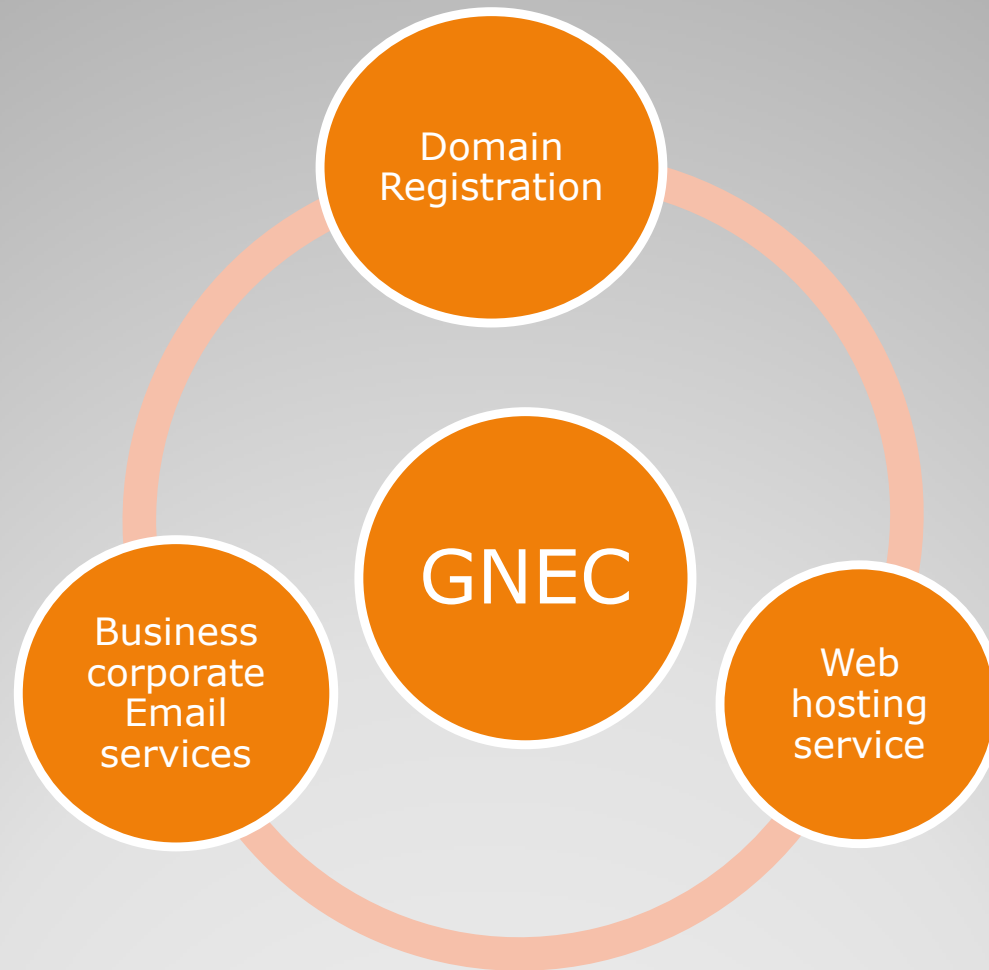 Domain
Registration
GNEC
Business
corporate
Email
services
Web
hosting
service